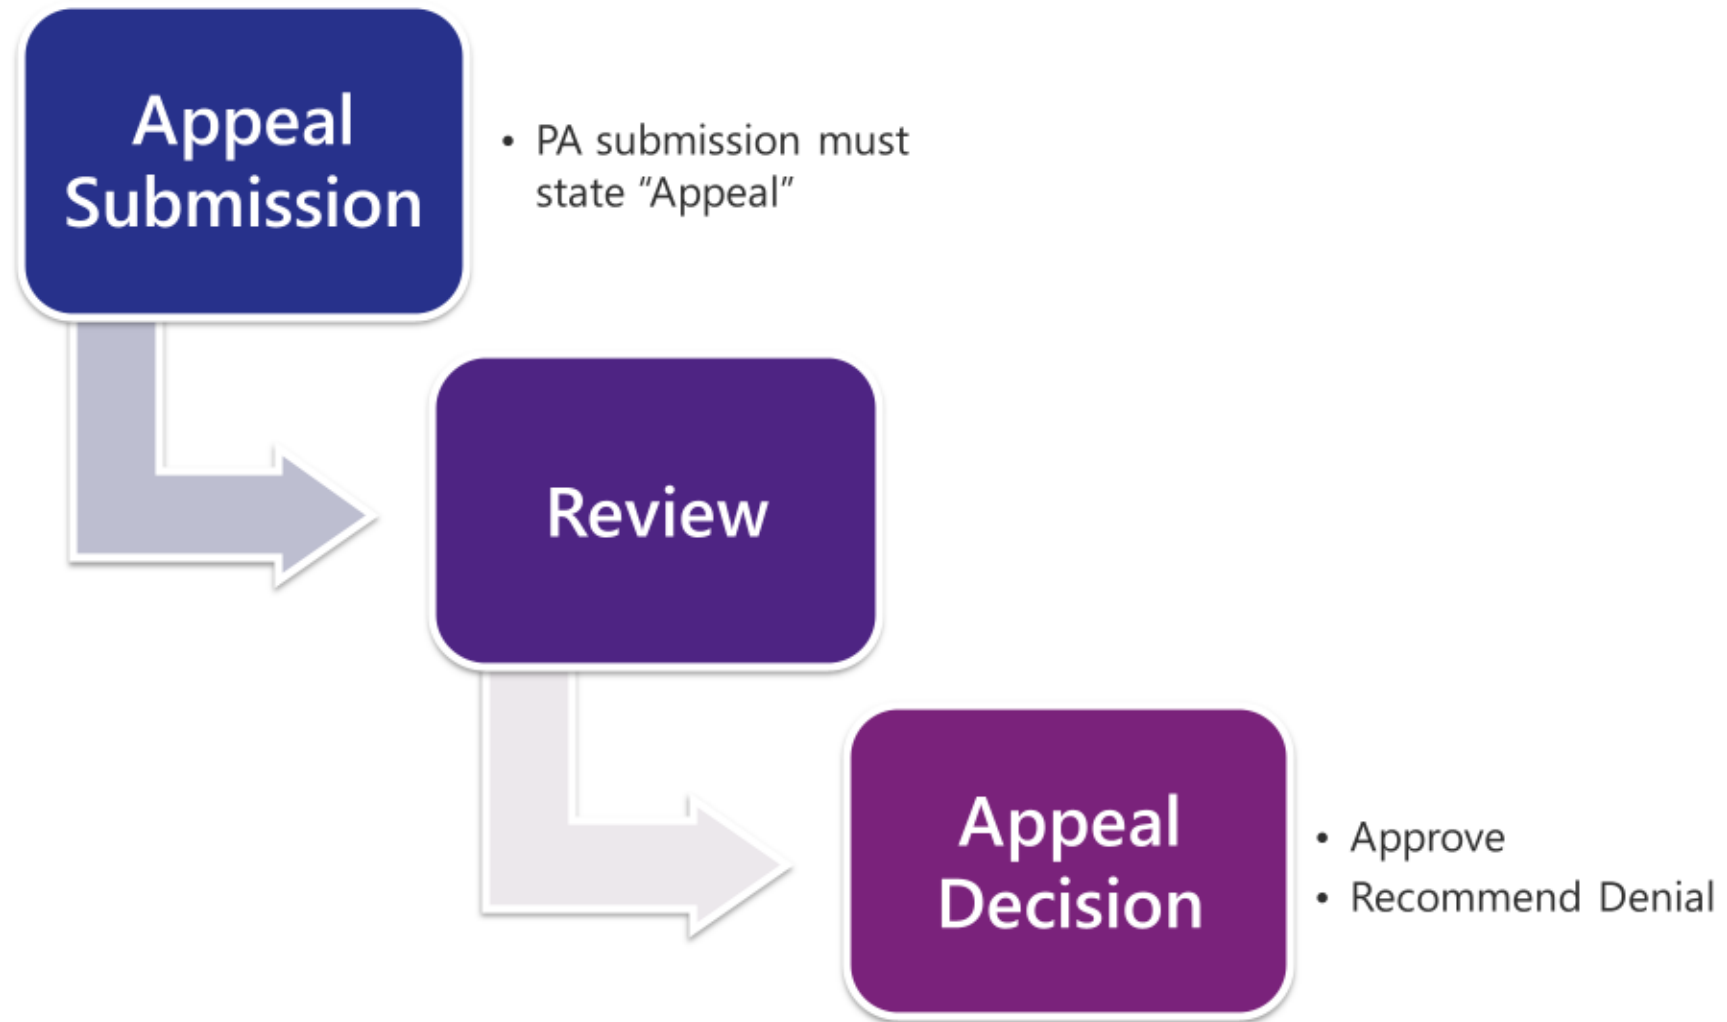 Appeal
Submission
• PA submission must
state “Appeal”
Review
Appeal
Decision
• Approve
• Recommend Denial